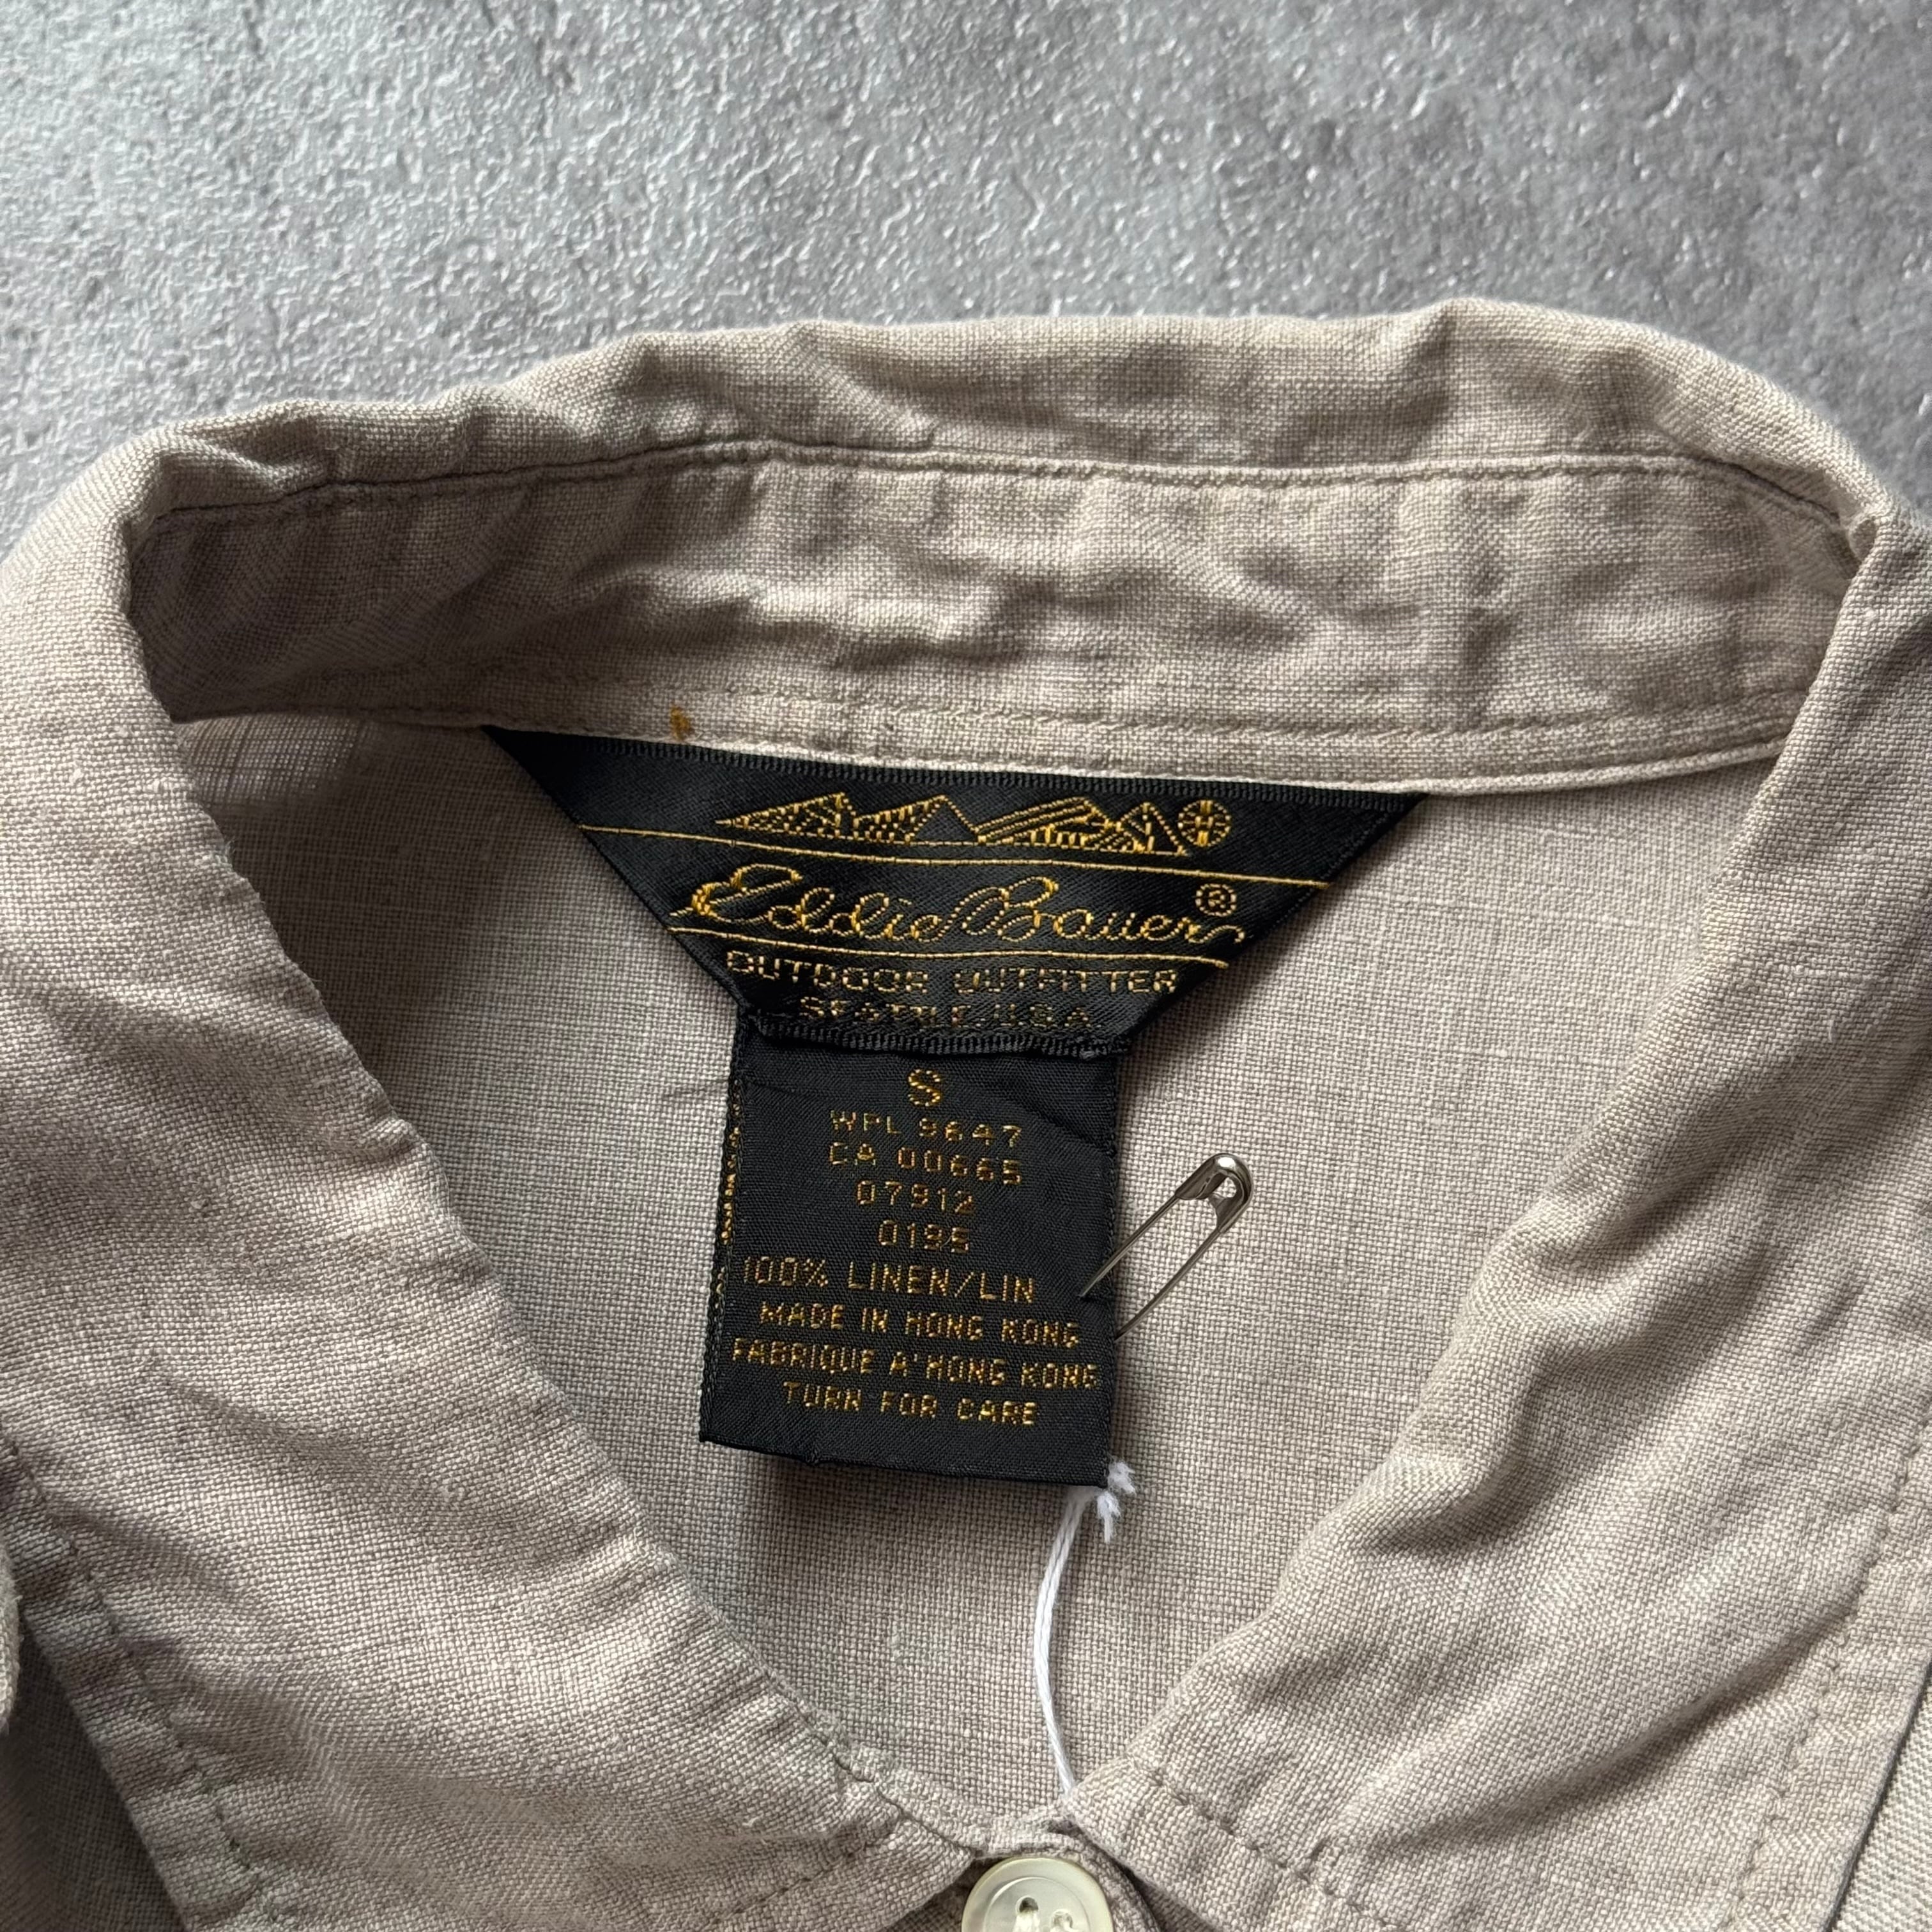 Eddie Bauer®
OUTDOOR OUTFITTER
SEATTLE, U.S.A.
S
WPL 9647
CA 00665
07912
0195
100% LINEN/LIN
MADE IN HONG KONG
FABRIQUE A'HONG KONG
TURN FOR CARE